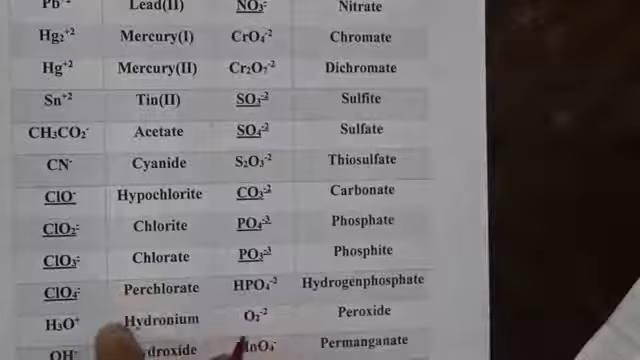 Pb⁺² Lead(II) NO₃⁻ Nitrate
Hg₂⁺² Mercury(I) CrO₄⁻² Chromate
Hg⁺² Mercury(II) Cr₂O₇⁻² Dichromate
Sn⁺² Tin(II) SO₃⁻² Sulfite
CH₃CO₂⁻ Acetate SO₄⁻² Sulfate
CN⁻ Cyanide S₂O₃⁻² Thiosulfate
ClO⁻ Hypochlorite CO₃⁻² Carbonate
ClO₂⁻ Chlorite PO₄⁻³ Phosphate
ClO₃⁻ Chlorate PO₃⁻³ Phosphite
ClO₄⁻ Perchlorate HPO₄⁻² Hydrogenphosphate
H₃O⁺ Hydronium O₂⁻² Peroxide
OH⁻ droxide MnO₄⁻ Permanganate